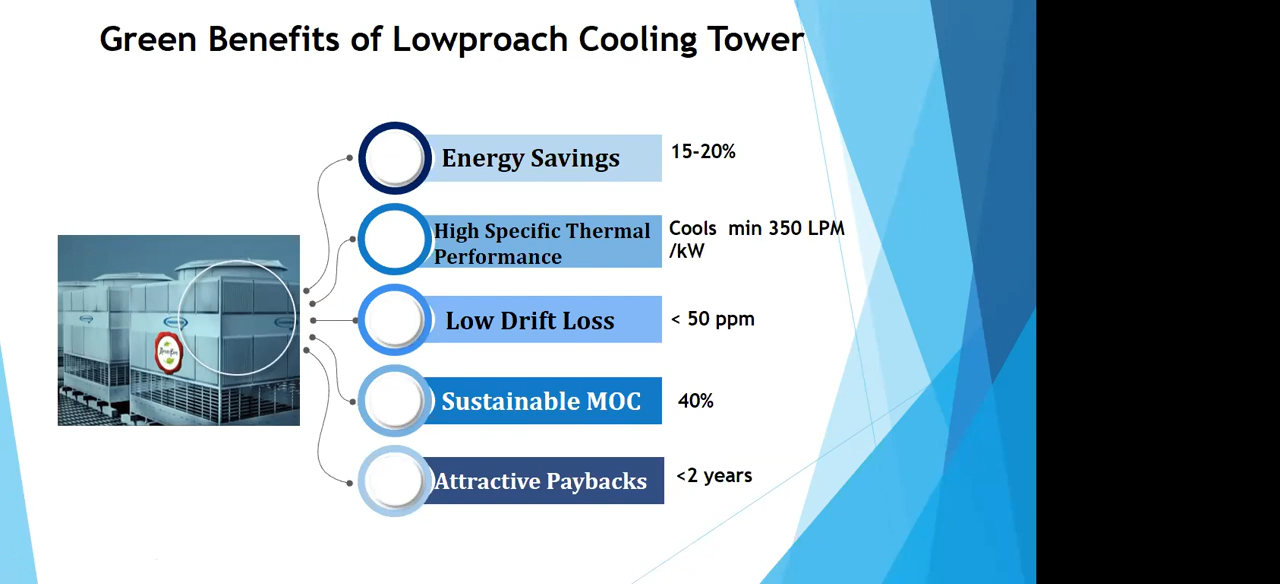 Green Benefits of Lowproach Cooling Tower
Energy Savings
15-20%
High Specific Thermal
Performance
Cools min 350 LPM
/kW
Low Drift Loss
< 50 ppm
Sustainable MOC
40%
Attractive Paybacks
<2 years